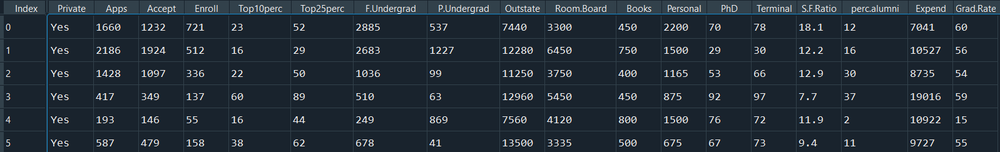 Index Private Apps Accept Enroll Top10perc Top25perc F.Undergrad P.Undergrad Outstate Room.Board Books Personal PhD Terminal S.F.Ratio perc.alumni Expend Grad.Rate
0 Yes 1660 1232 721 23 52 2885 537 7440 3300 450 2200 70 78 18.1 12 7041 60
1 Yes 2186 1924 512 16 29 2683 1227 12280 6450 750 1500 29 30 12.2 16 10527 56
2 Yes 1428 1097 336 22 50 1036 99 11250 3750 400 1165 53 66 12.9 30 8735 54
3 Yes 417 349 137 60 89 510 63 12960 5450 450 875 92 97 7.7 37 19016 59
4 Yes 193 146 55 16 44 249 869 7560 4120 800 1500 76 72 11.9 2 10922 15
5 Yes 587 479 158 38 62 678 41 13500 3335 500 675 67 73 9.4 11 9727 55